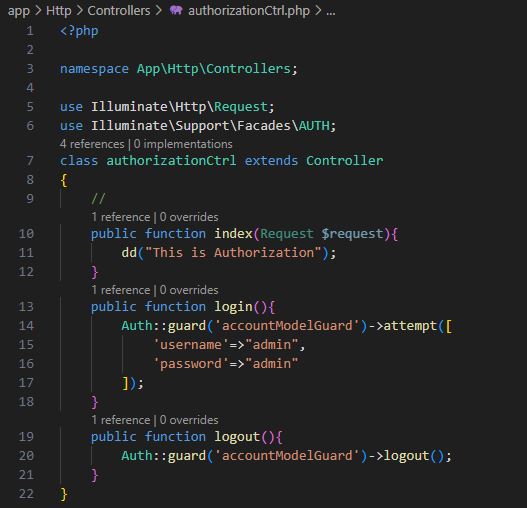 app > Http > Controllers > authorizationCtrl.php > ...
1 <?php
2
3 namespace App\Http\Controllers;
4
5 use Illuminate\Http\Request;
6 use Illuminate\Support\Facades\AUTH;
4 references | 0 implementations
7 class authorizationCtrl extends Controller
8 {
9 //
1 reference | 0 overrides
10 public function index(Request $request){
11 dd("This is Authorization");
12 }
1 reference | 0 overrides
13 public function login(){
14 Auth::guard('accountModelGuard')->attempt([
15 'username'=>"admin",
16 'password'=>"admin"
17 ]);
18 }
1 reference | 0 overrides
19 public function logout(){
20 Auth::guard('accountModelGuard')->logout();
21 }
22 }